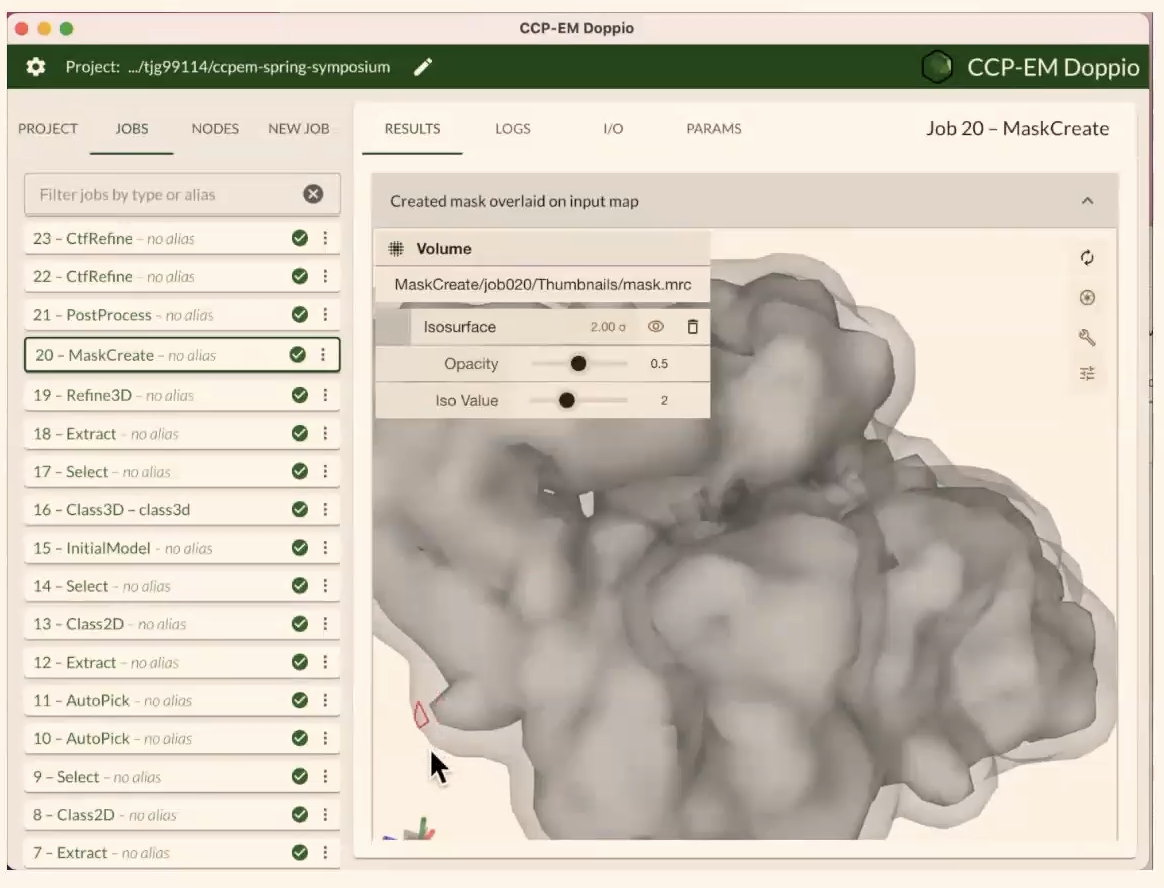 CCP-EM Doppio
Project: .../tjg99114/ccpem-spring-symposium
CCP-EM Doppio
PROJECT JOBS NODES NEW JOB
Filter jobs by type or alias
23 – CtfRefine – no alias
22 – CtfRefine – no alias
21 – PostProcess – no alias
20 – MaskCreate – no alias
19 – Refine3D – no alias
18 – Extract – no alias
17 – Select – no alias
16 – Class3D – class3d
15 – InitialModel – no alias
14 – Select – no alias
13 – Class2D – no alias
12 – Extract – no alias
11 – AutoPick – no alias
10 – AutoPick – no alias
9 – Select – no alias
8 – Class2D – no alias
7 – Extract – no alias
RESULTS LOGS I/O PARAMS
Job 20 – MaskCreate
Created mask overlaid on input map
Volume
MaskCreate/job020/Thumbnails/mask.mrc
Isosurface 2.00 σ
Opacity 0.5
Iso Value 2